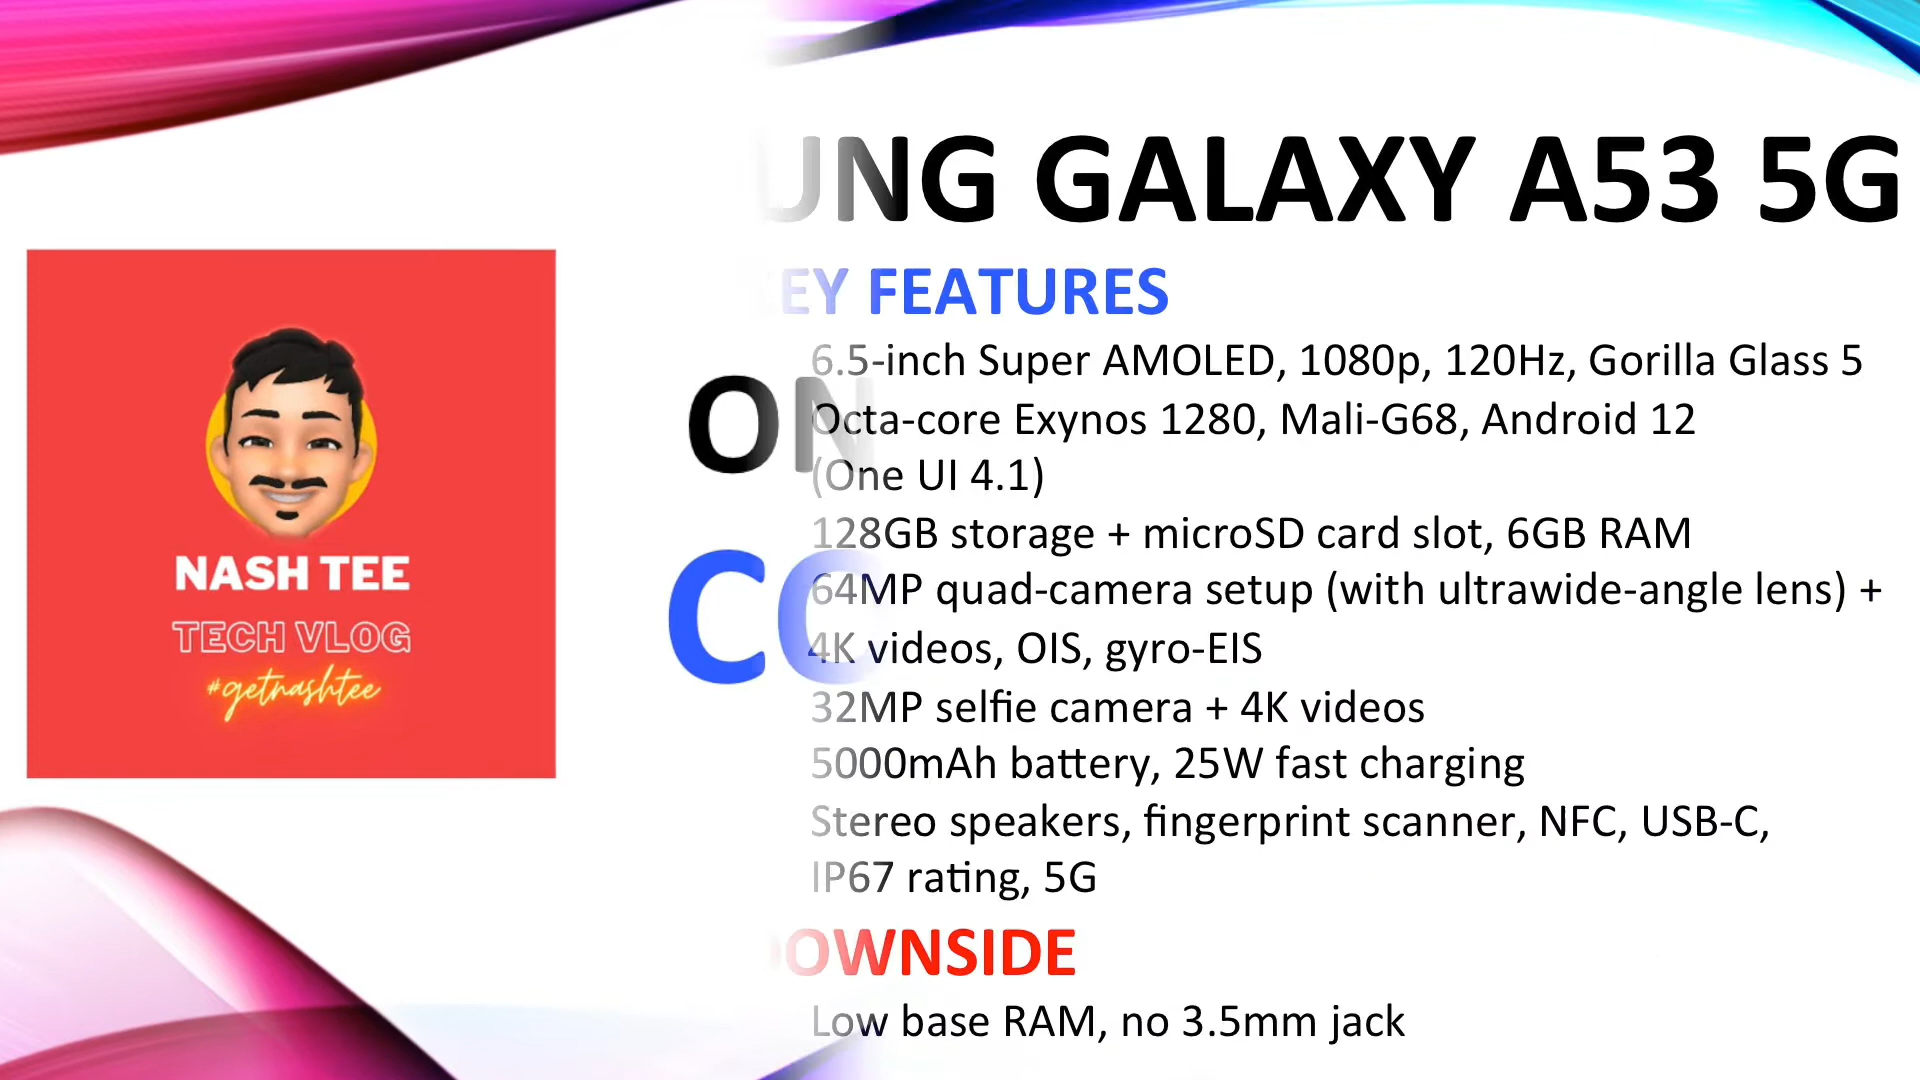 UNG GALAXY A53 5G
EY FEATURES
6.5-inch Super AMOLED, 1080p, 120Hz, Gorilla Glass 5
ON
Octa-core Exynos 1280, Mali-G68, Android 12
(One UI 4.1)
128GB storage + microSD card slot, 6GB RAM
CO
64MP quad-camera setup (with ultrawide-angle lens) +
4K videos, OIS, gyro-EIS
32MP selfie camera + 4K videos
5000mAh battery, 25W fast charging
Stereo speakers, fingerprint scanner, NFC, USB-C,
IP67 rating, 5G
OWNSIDE
Low base RAM, no 3.5mm jack
NASH TEE
TECH VLOG
#getnashtee